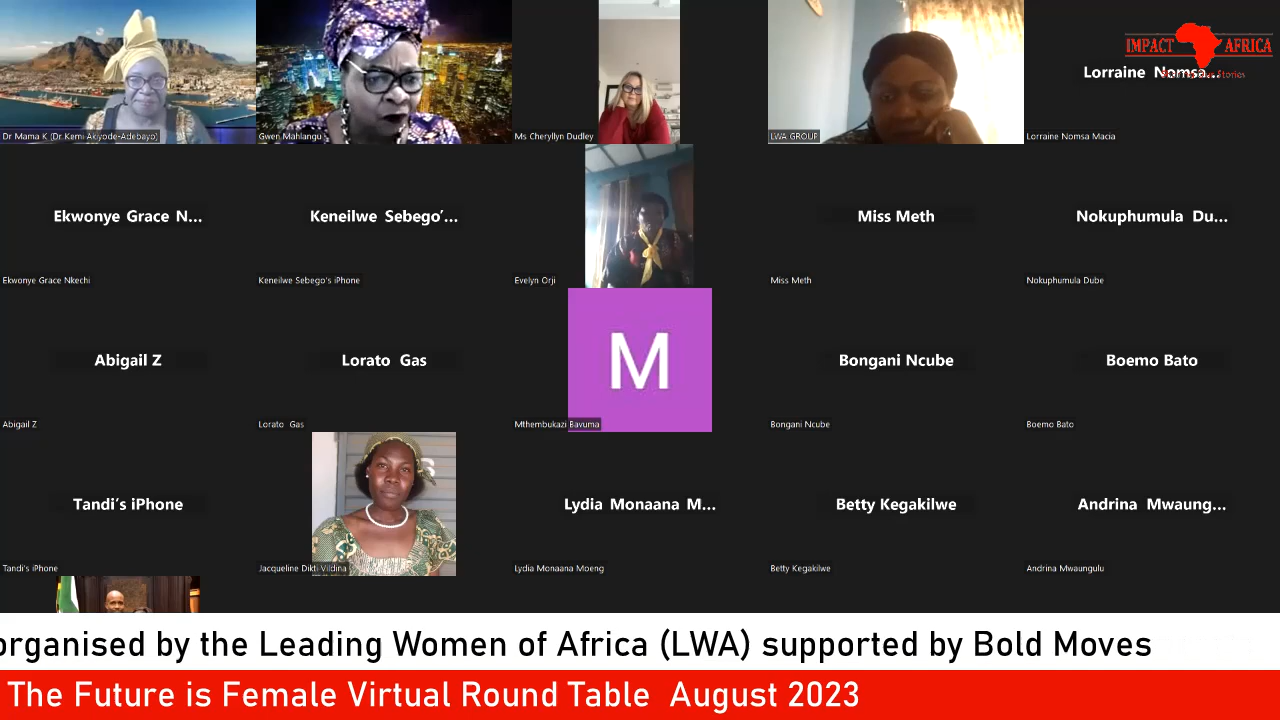 IMPACT AFRICA
Lorraine Nomsa...
Dr Mama K (Dr Kemi Akiyode-Adebayo)
Gwen Mahlangu
Ms Cheryllyn Dudley
LWA GROUP
Lorraine Nomsa Macia
Ekwonye Grace N...
Keneilwe Sebego'...
Miss Meth
Nokuphumula Du...
Ekwonye Grace Nkechi
Keneilwe Sebego's iPhone
Evelyn Orji
Miss Meth
Nokuphumula Dube
M
Abigail Z
Lorato Gas
Bongani Ncube
Boemo Bato
Abigail Z
Lorato Gas
Mthembukazi Bavuma
Bongani Ncube
Boemo Bato
Tandi's iPhone
Lydia Monaana M...
Betty Kegakilwe
Andrina Mwaung...
Tandi's iPhone
Jacqueline Dikti Vildina
Lydia Monaana Moeng
Betty Kegakilwe
Andrina Mwaungulu
organised by the Leading Women of Africa (LWA) supported by Bold Moves
The Future is Female Virtual Round Table August 2023